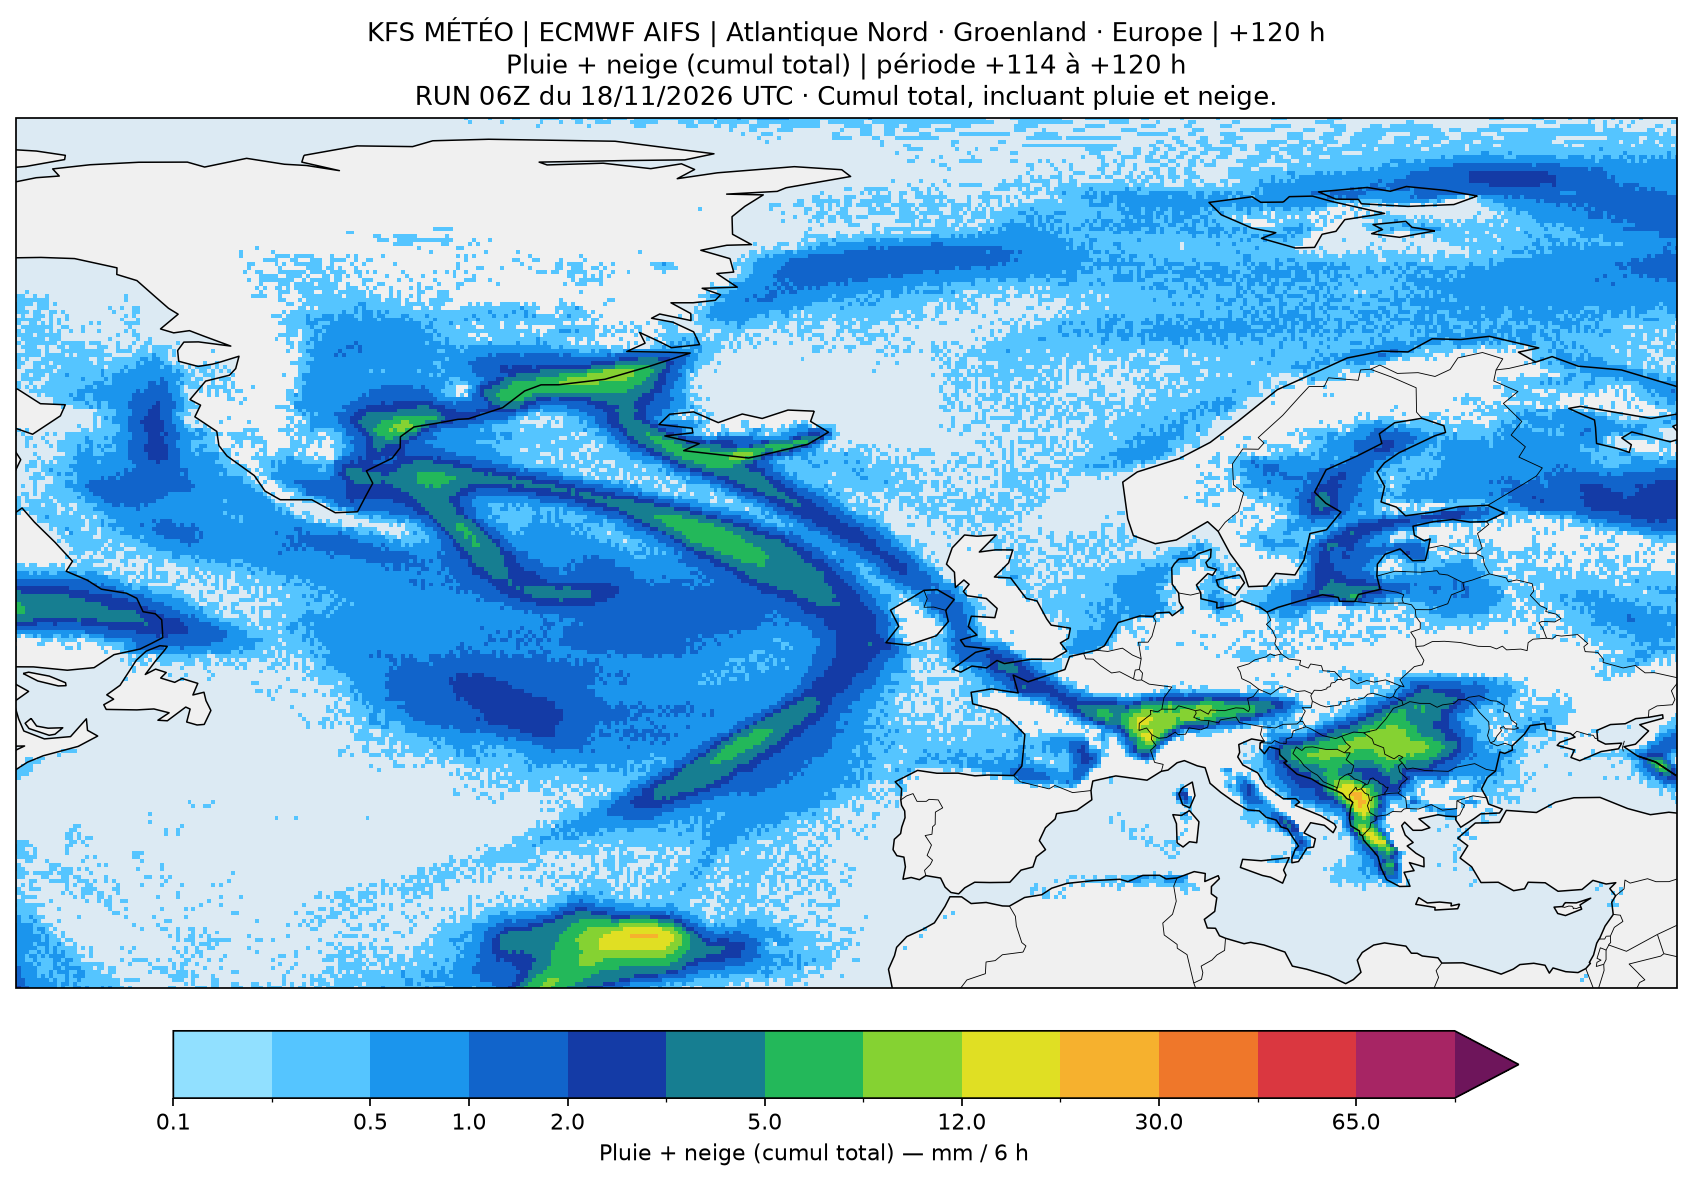 KFS MÉTÉO | ECMWF AIFS | Atlantique Nord · Groenland · Europe | +120 h
Pluie + neige (cumul total) | période +114 à +120 h
RUN 06Z du 18/11/2026 UTC · Cumul total, incluant pluie et neige.
0.1 0.5 1.0 2.0 5.0 12.0 30.0 65.0
Pluie + neige (cumul total) — mm / 6 h